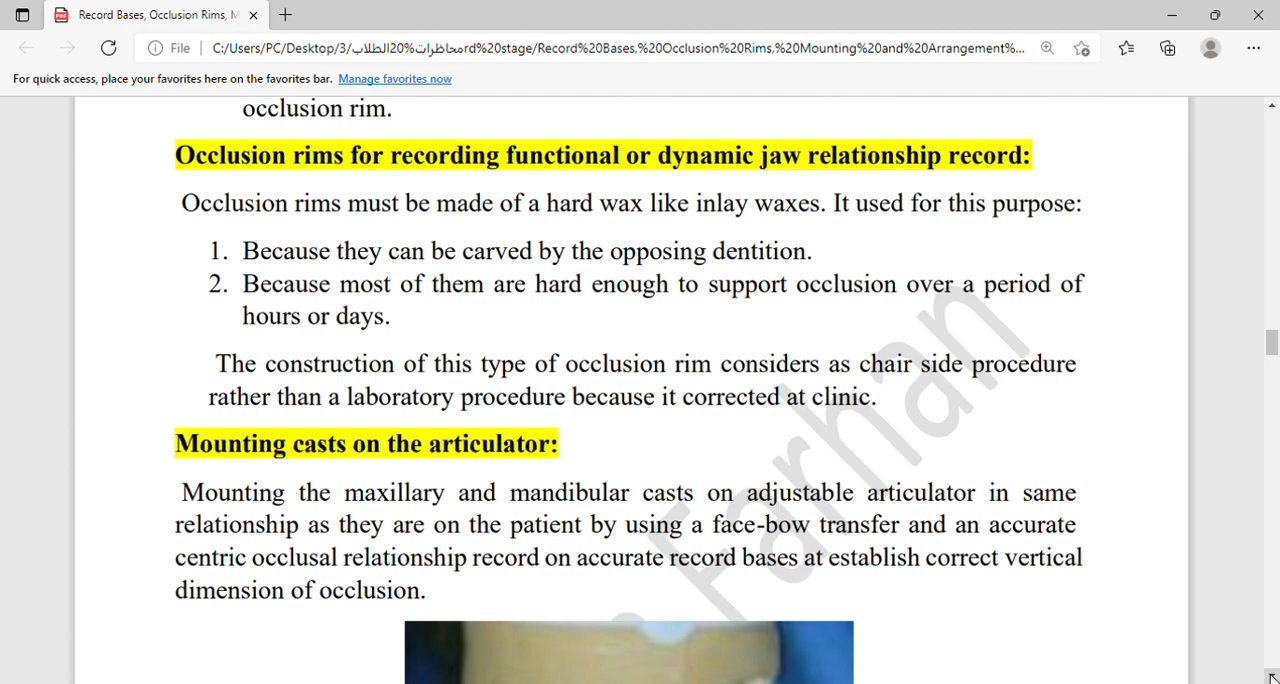 Record Bases, Occlusion Rims, M
File
C:/Users/PC/Desktop/3/محاظرات%20الطلاب/rd%20stage/Record%20Bases,%20Occlusion%20Rims,%20Mounting%20and%20Arrangement%...
For quick access, place your favorites here on the favorites bar. Manage favorites now
occlusion rim.
Occlusion rims for recording functional or dynamic jaw relationship record:
Occlusion rims must be made of a hard wax like inlay waxes. It used for this purpose:
1. Because they can be carved by the opposing dentition.
2. Because most of them are hard enough to support occlusion over a period of
hours or days.
The construction of this type of occlusion rim considers as chair side procedure
rather than a laboratory procedure because it corrected at clinic.
Mounting casts on the articulator:
Mounting the maxillary and mandibular casts on adjustable articulator in same
relationship as they are on the patient by using a face-bow transfer and an accurate
centric occlusal relationship record on accurate record bases at establish correct vertical
dimension of occlusion.
Farhan